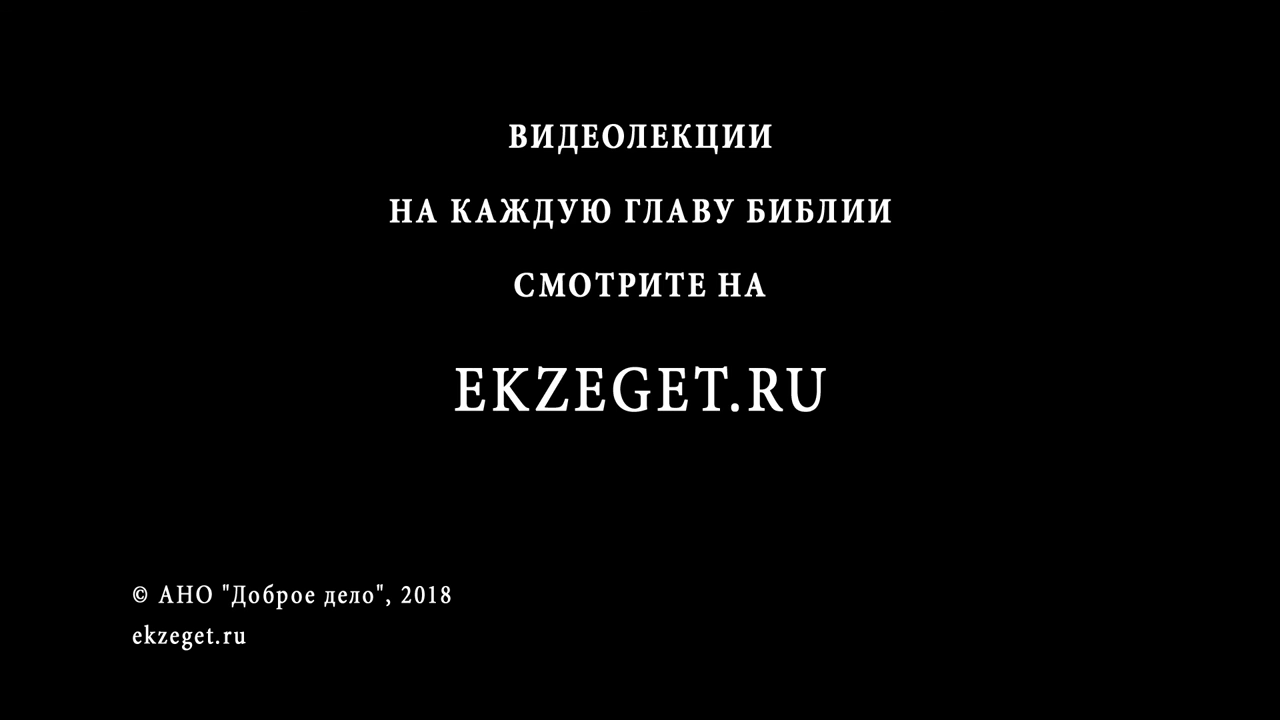 ВИДЕОЛЕКЦИИ
НА КАЖДУЮ ГЛАВУ БИБЛИИ
СМОТРИТЕ НА
EKZEGET.RU
© АНО "Доброе дело", 2018
ekzeget.ru